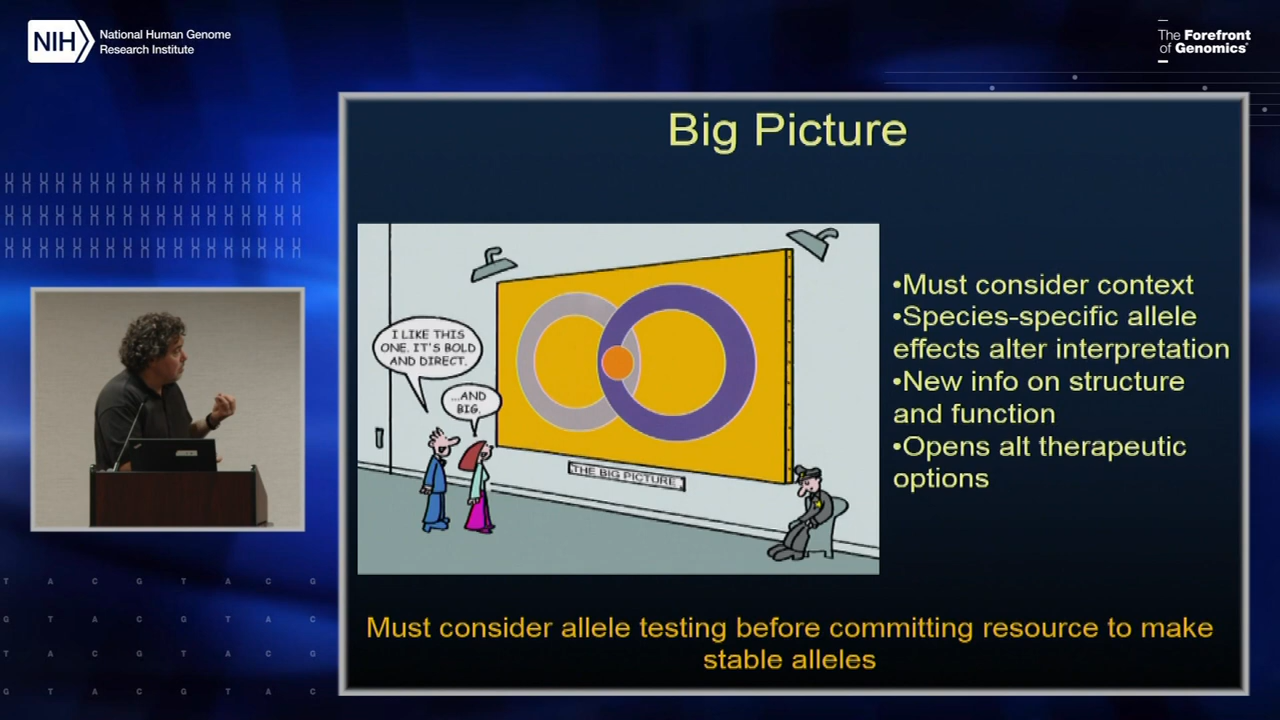 NIH
National Human Genome
Research Institute
The Forefront
of Genomics®
Big Picture
I LIKE THIS
ONE. IT'S BOLD
AND DIRECT.
...AND
BIG.
THE BIG PICTURE
•Must consider context
•Species-specific allele
effects alter interpretation
•New info on structure
and function
•Opens alt therapeutic
options
Must consider allele testing before committing resource to make
stable alleles
T A C G T A C G
G T A C G T A C
T A C G T A C G
G T A C G T A C